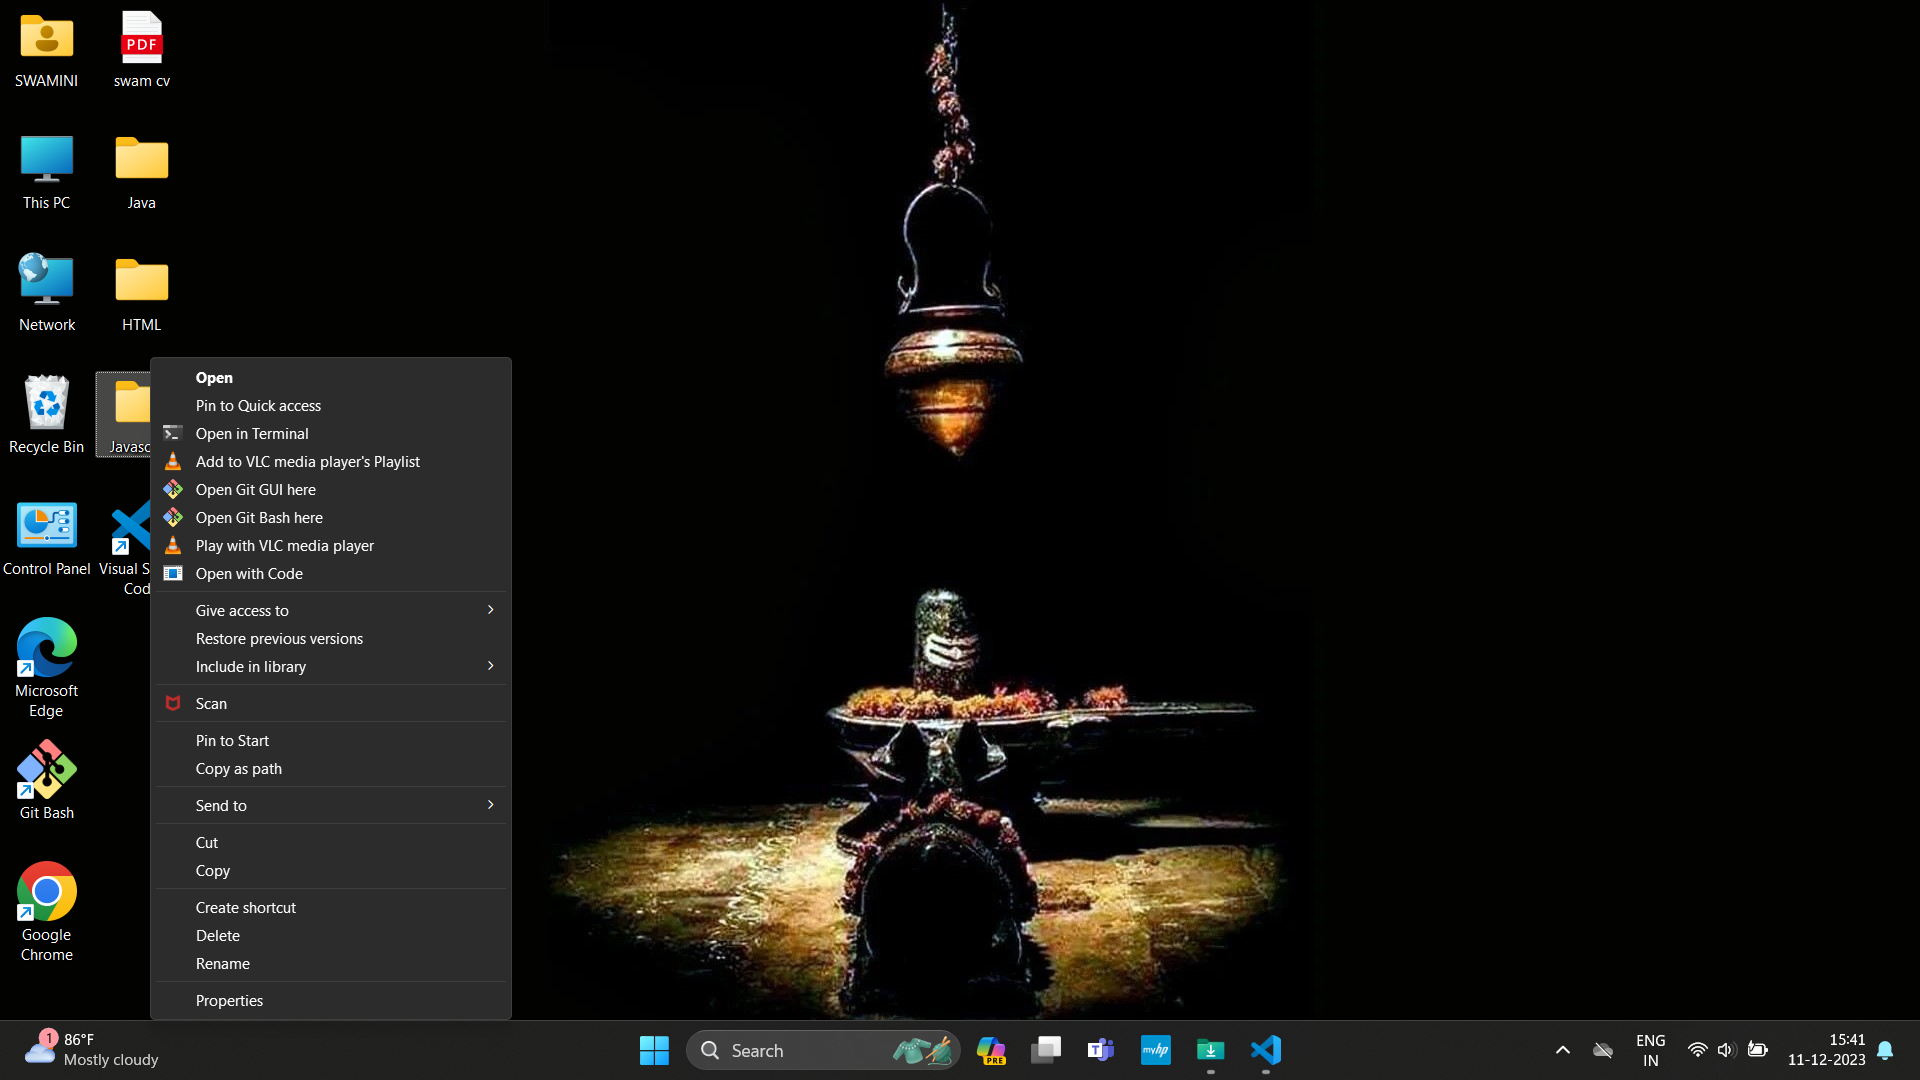 SWAMINI
PDF
swam cv
This PC
Java
Network
HTML
Recycle Bin
Javasc
Control Panel
Visual S
Cod
Microsoft
Edge
Git Bash
Google
Chrome
Open
Pin to Quick access
Open in Terminal
Add to VLC media player's Playlist
Open Git GUI here
Open Git Bash here
Play with VLC media player
Open with Code
Give access to
Restore previous versions
Include in library
Scan
Pin to Start
Copy as path
Send to
Cut
Copy
Create shortcut
Delete
Rename
Properties
1
86°F
Mostly cloudy
Search
PRE
T
myhp
ENG
IN
15:41
11-12-2023